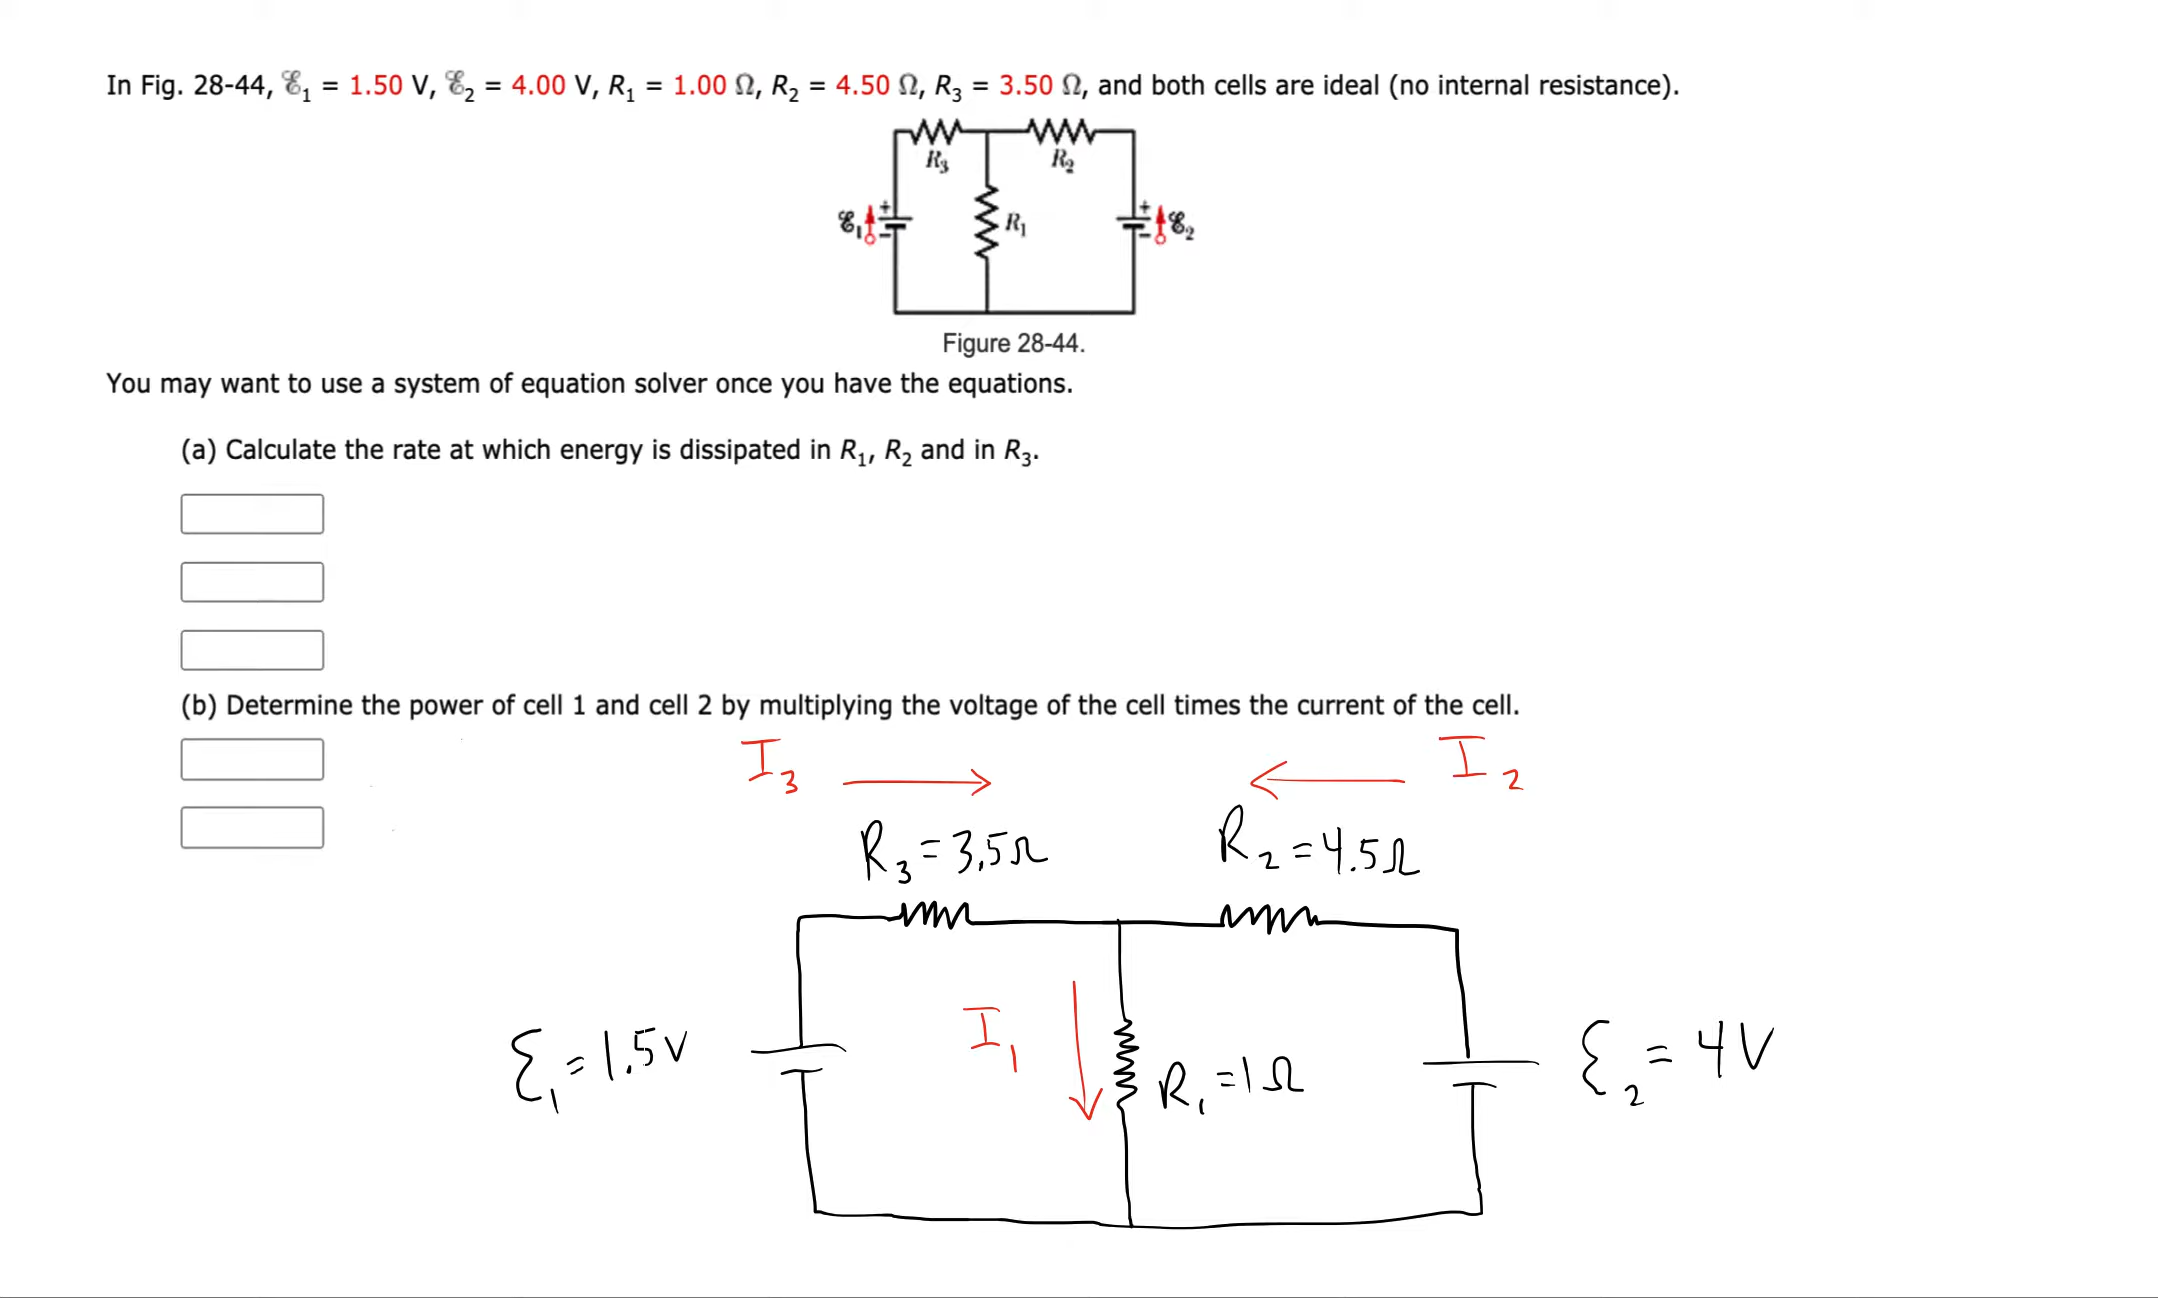 In Fig. 28-44, ℰ₁ = 1.50 V, ℰ₂ = 4.00 V, R₁ = 1.00 Ω, R₂ = 4.50 Ω, R₃ = 3.50 Ω, and both cells are ideal (no internal resistance).
R₃ R₂
+ +
ℰ₁ R₁ ℰ₂
- -
Figure 28-44.
You may want to use a system of equation solver once you have the equations.
(a) Calculate the rate at which energy is dissipated in R₁, R₂ and in R₃.
(b) Determine the power of cell 1 and cell 2 by multiplying the voltage of the cell times the current of the cell.
I₃ I₂
R₃ = 3.5Ω R₂ = 4.5Ω
ℰ₁ = 1.5V I₁ R₁ = 1Ω ℰ₂ = 4V